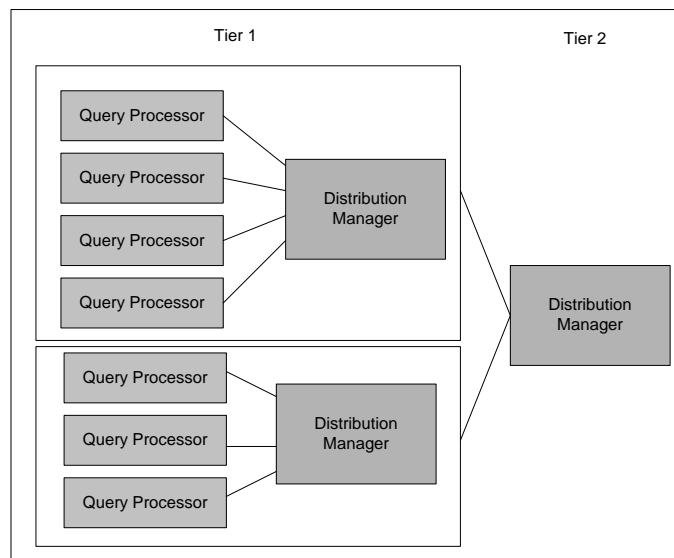 Tier 1
Tier 2
Query Processor
Query Processor
Query Processor
Query Processor
Distribution
Manager
Query Processor
Query Processor
Query Processor
Distribution
Manager
Distribution
Manager